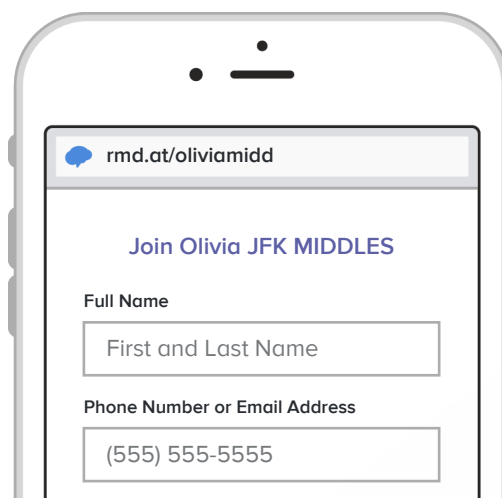 rmd.at/oliviamidd
Join Olivia JFK MIDDLES
Full Name
First and Last Name
Phone Number or Email Address
(555) 555-5555